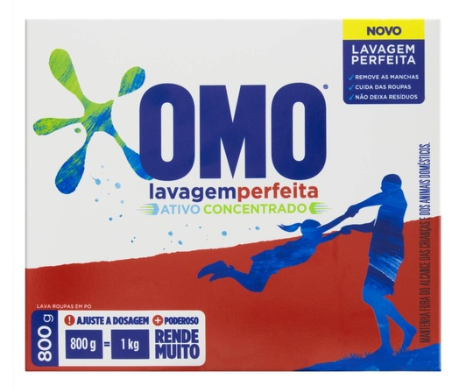 NOVO
LAVAGEM
PERFEITA
✓ REMOVE AS MANCHAS
✓ CUIDA DAS ROUPAS
✓ NÃO DEIXA RESÍDUOS
OMO
lavagemperfeita
ATIVO CONCENTRADO
MANTENHA FORA DO ALCANCE DAS CRIANÇAS E DOS ANIMAIS DOMÉSTICOS.
LAVA ROUPAS EM PÓ
800g
! AJUSTE A DOSAGEM
800 g = 1 kg
+ PODEROSO
RENDE
MUITO